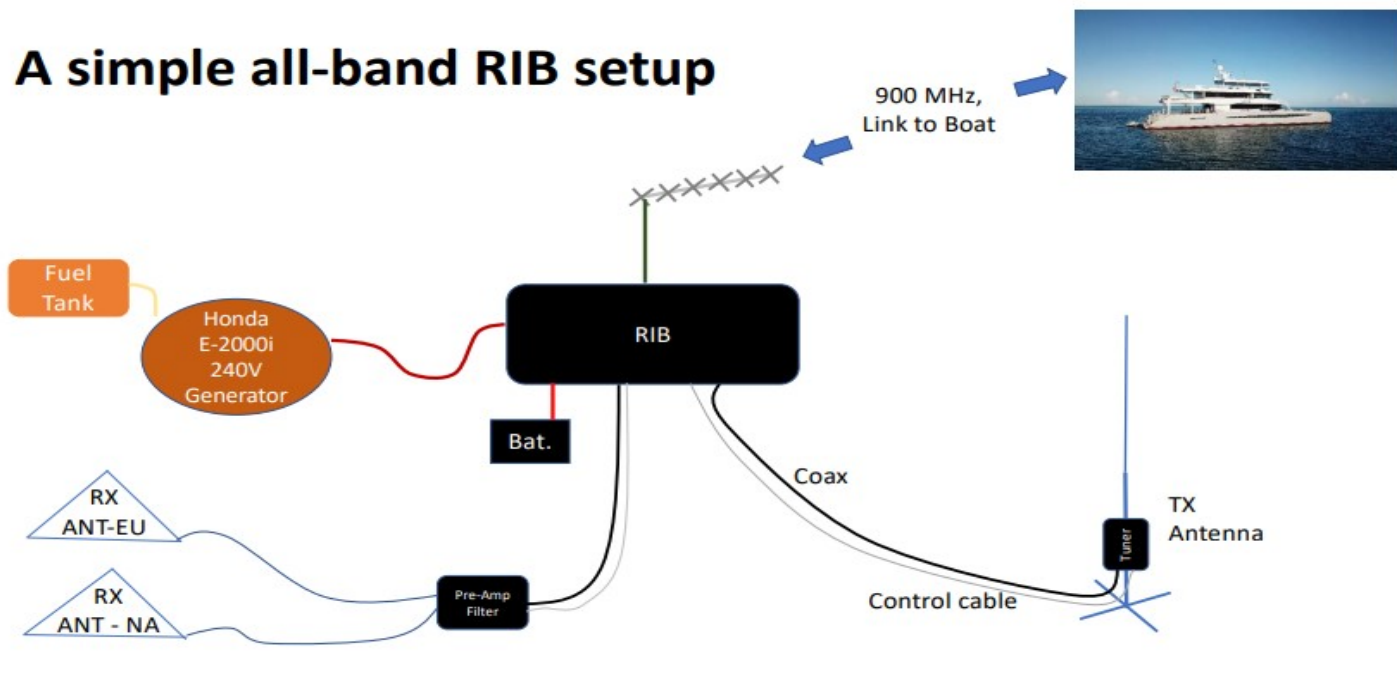 A simple all-band RIB setup
900 MHz,
Link to Boat
Fuel
Tank
Honda
E-2000i
240V
Generator
RIB
Bat.
RX
ANT-EU
RX
ANT - NA
Pre-Amp
Filter
Coax
Control cable
Tuner
TX
Antenna